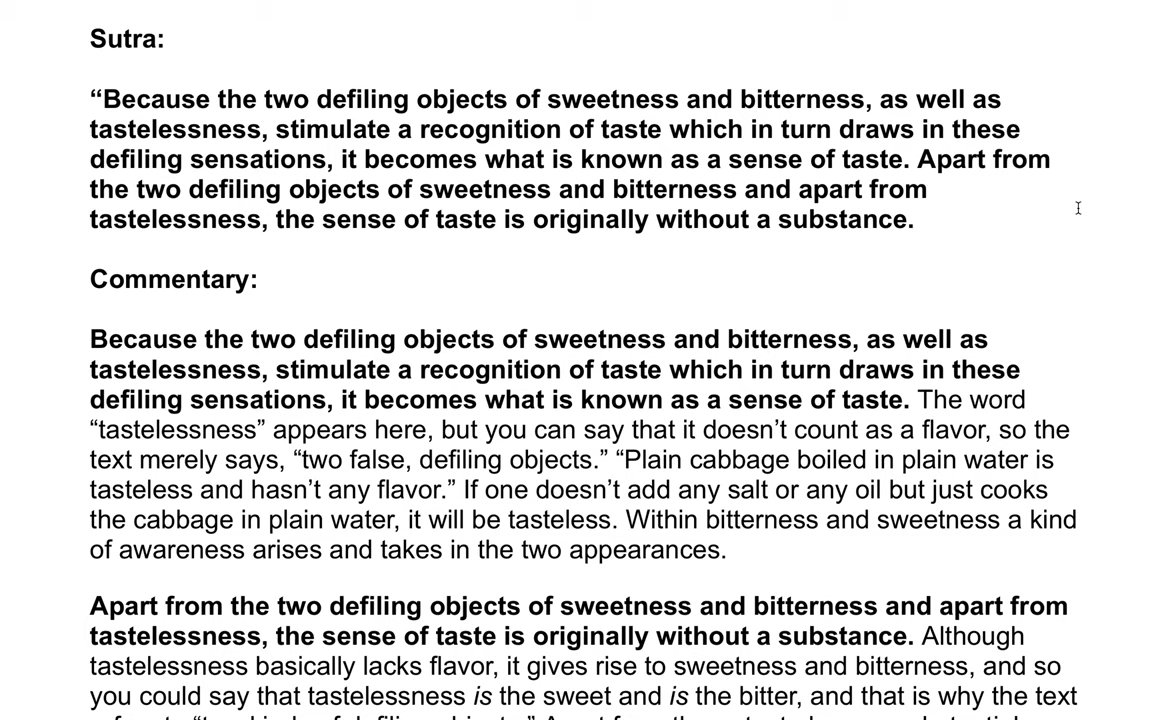 Sutra:
“Because the two defiling objects of sweetness and bitterness, as well as
tastelessness, stimulate a recognition of taste which in turn draws in these
defiling sensations, it becomes what is known as a sense of taste. Apart from
the two defiling objects of sweetness and bitterness and apart from
tastelessness, the sense of taste is originally without a substance.
Commentary:
Because the two defiling objects of sweetness and bitterness, as well as
tastelessness, stimulate a recognition of taste which in turn draws in these
defiling sensations, it becomes what is known as a sense of taste. The word
“tastelessness” appears here, but you can say that it doesn’t count as a flavor, so the
text merely says, “two false, defiling objects.” “Plain cabbage boiled in plain water is
tasteless and hasn’t any flavor.” If one doesn’t add any salt or any oil but just cooks
the cabbage in plain water, it will be tasteless. Within bitterness and sweetness a kind
of awareness arises and takes in the two appearances.
Apart from the two defiling objects of sweetness and bitterness and apart from
tastelessness, the sense of taste is originally without a substance. Although
tastelessness basically lacks flavor, it gives rise to sweetness and bitterness, and so
you could say that tastelessness is the sweet and is the bitter, and that is why the text